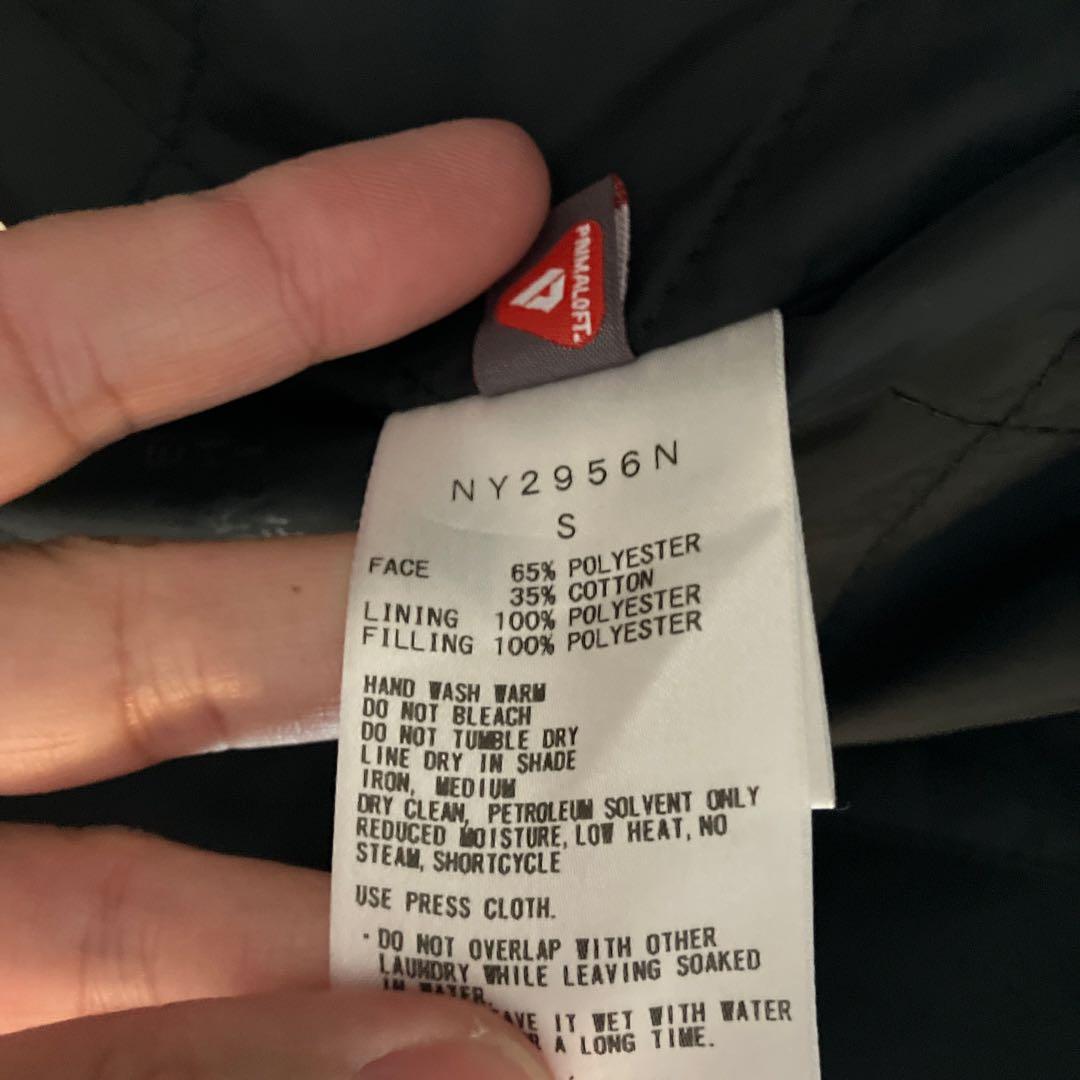 PRIMALOFT
NY2956N
S
FACE 65% POLYESTER
35% COTTON
LINING 100% POLYESTER
FILLING 100% POLYESTER
HAND WASH WARM
DO NOT BLEACH
DO NOT TUMBLE DRY
LINE DRY IN SHADE
IRON, MEDIUM
DRY CLEAN, PETROLEUM SOLVENT ONLY
REDUCED MOISTURE, LOW HEAT, NO
STEAM, SHORTCYCLE
USE PRESS CLOTH.
・DO NOT OVERLAP WITH OTHER
LAUNDRY WHILE LEAVING SOAKED
IN WATER.
IT WET WITH WATER
A LONG TIME.